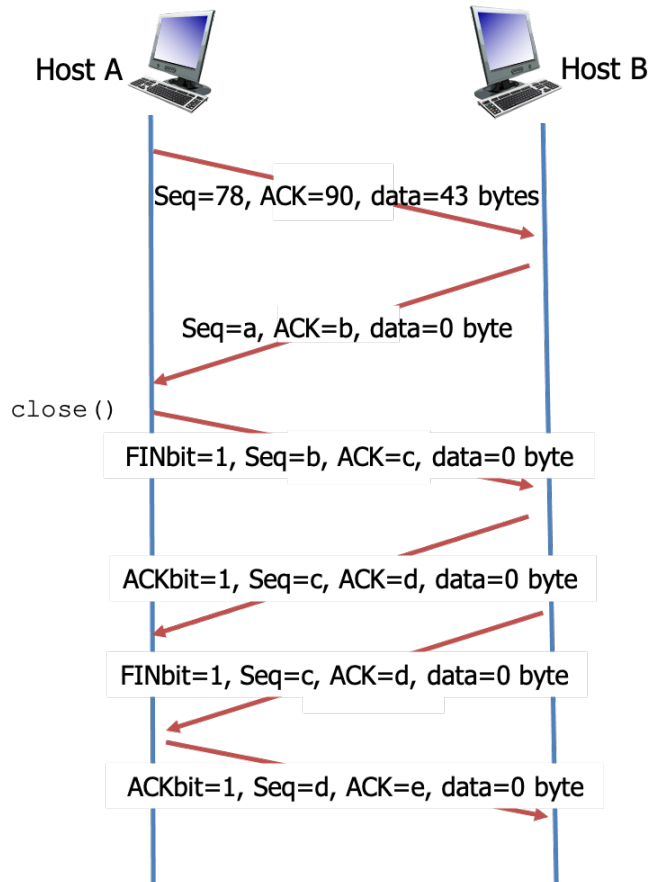 Host A
Host B
Seq=78, ACK=90, data=43 bytes
Seq=a, ACK=b, data=0 byte
close()
FINbit=1, Seq=b, ACK=c, data=0 byte
ACKbit=1, Seq=c, ACK=d, data=0 byte
FINbit=1, Seq=c, ACK=d, data=0 byte
ACKbit=1, Seq=d, ACK=e, data=0 byte